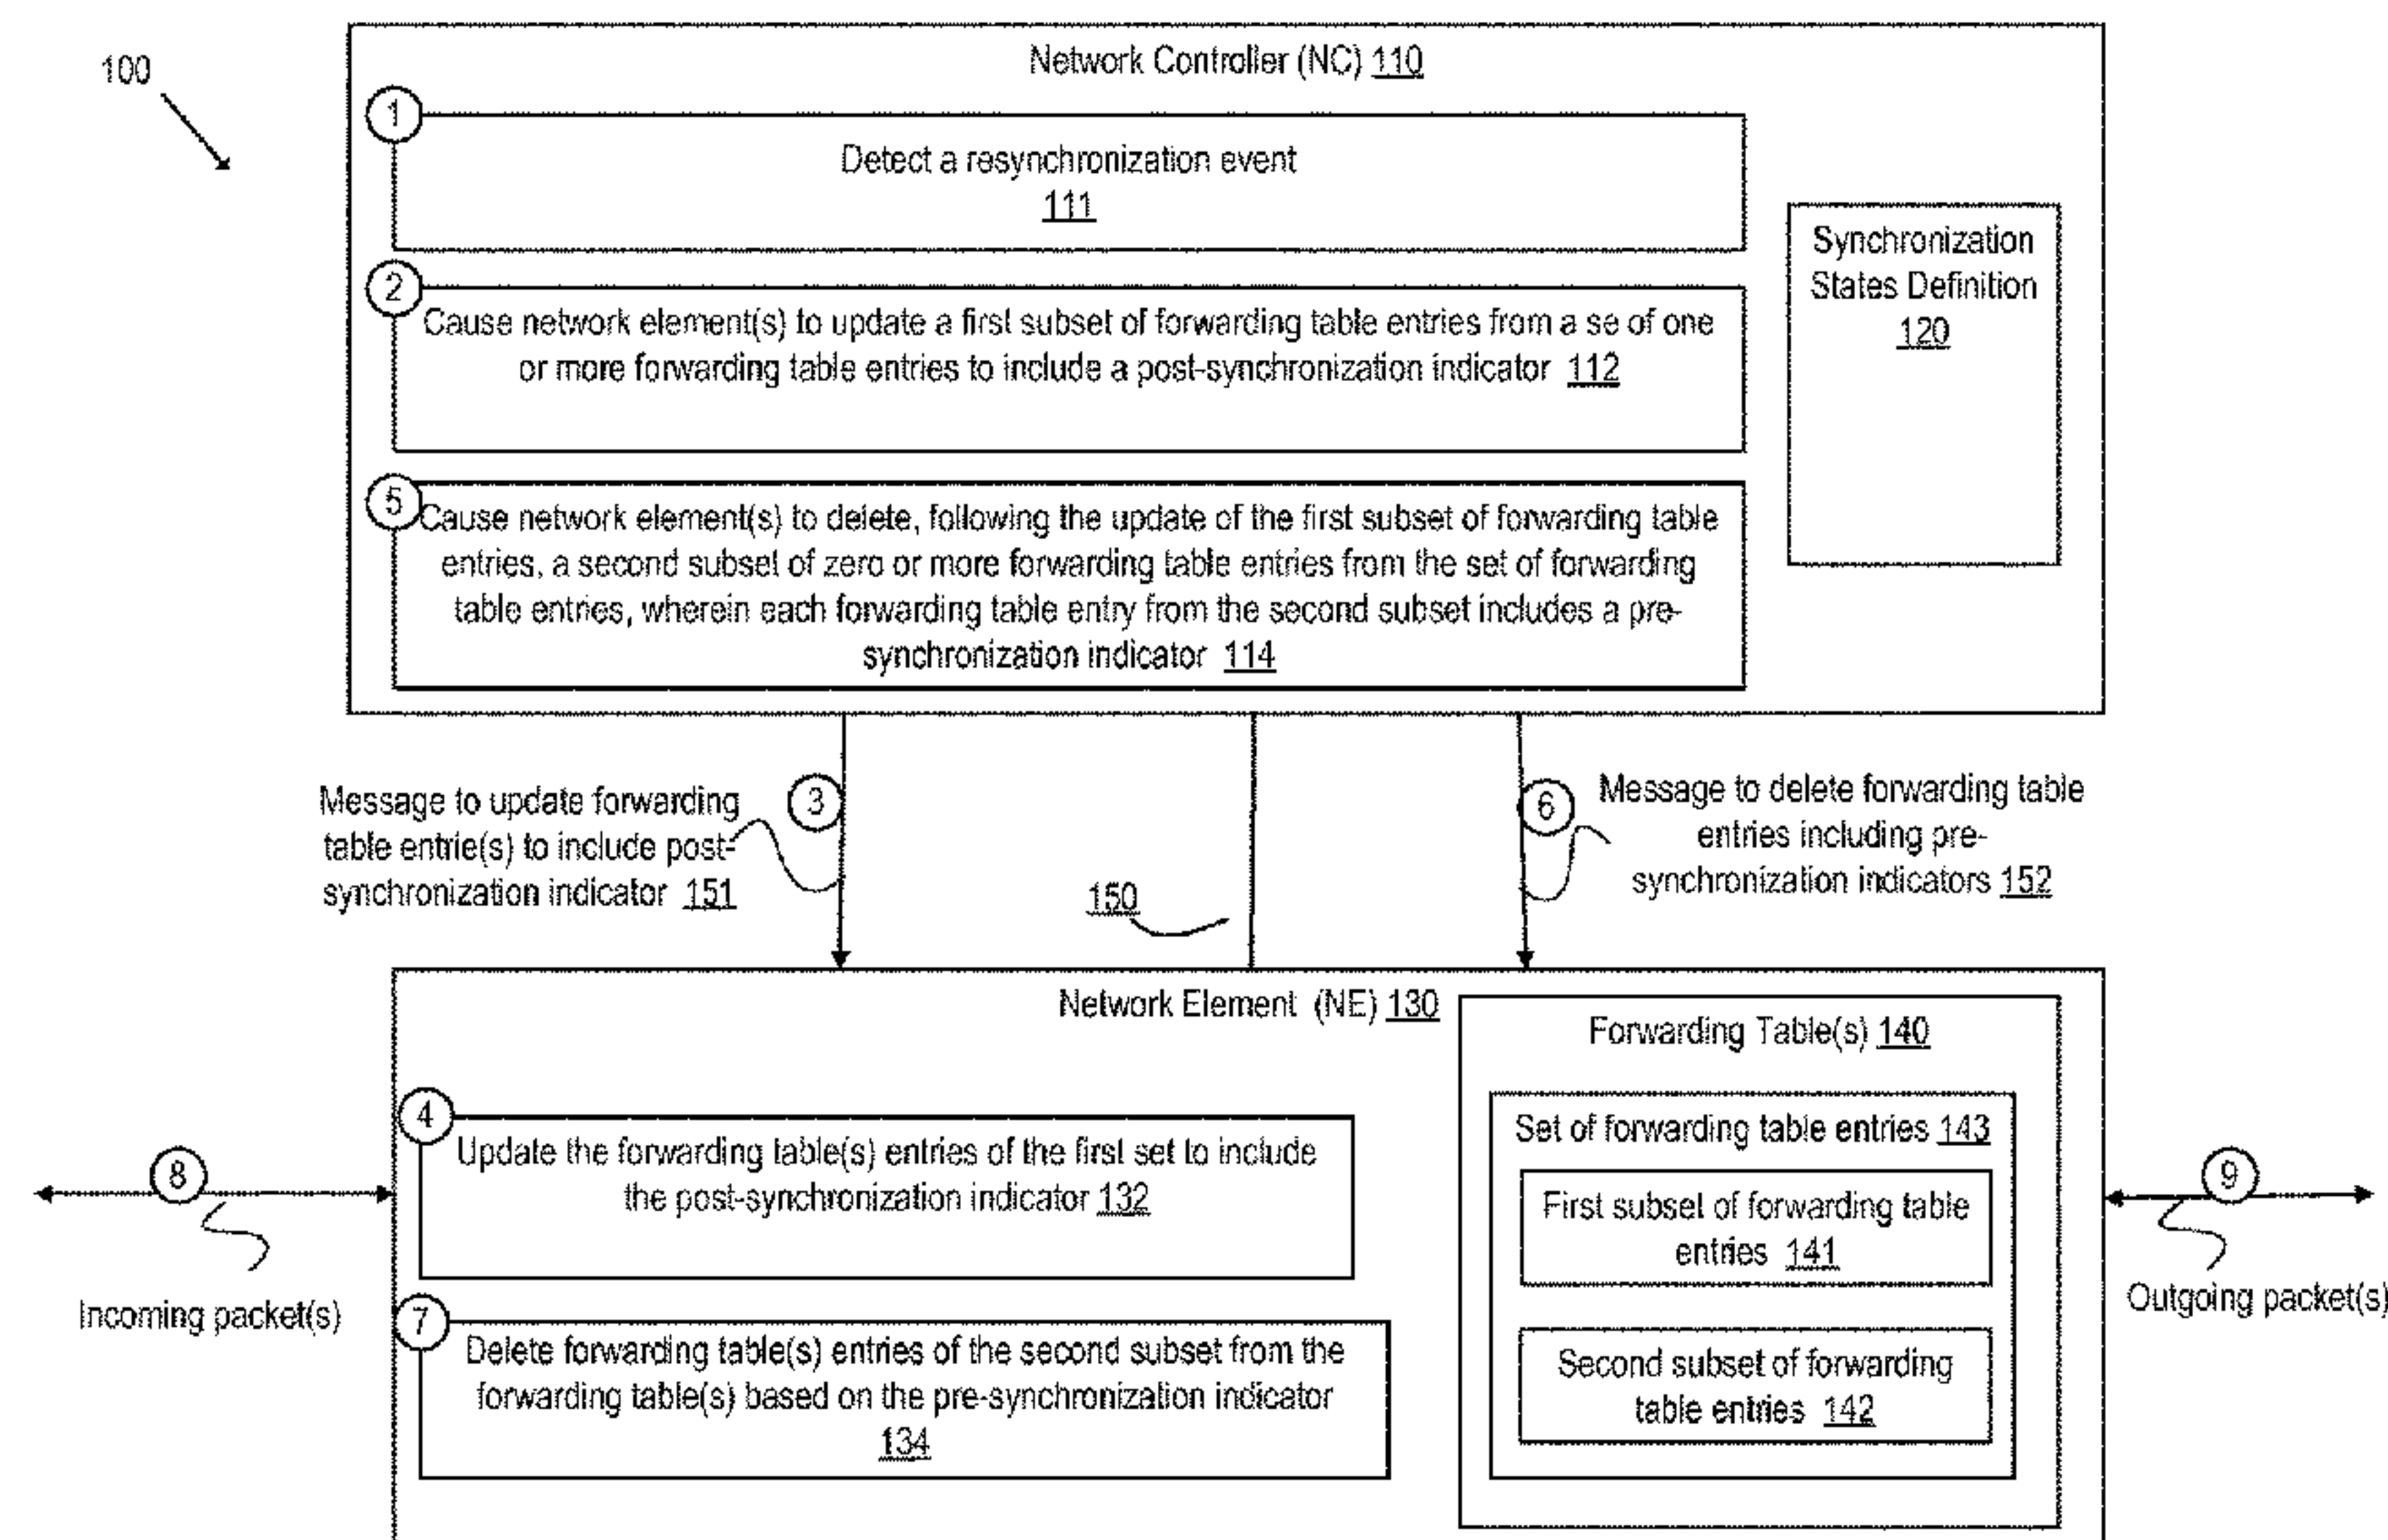 100
Network Controller (NC) 110
1
Detect a resynchronization event
111
2
Cause network element(s) to update a first subset of forwarding table entries from a se of one
or more forwarding table entries to include a post-synchronization indicator 112
5
Cause network element(s) to delete, following the update of the first subset of forwarding table
entries, a second subset of zero or more forwarding table entries from the set of forwarding
table entries, wherein each forwarding table entry from the second subset includes a pre-
synchronization indicator 114
Synchronization
States Definition
120
3
Message to update forwarding
table entrie(s) to include post-
synchronization indicator 151
150
6
Message to delete forwarding table
entries including pre-
synchronization indicators 152
Network Element (NE) 130
4
Update the forwarding table(s) entries of the first set to include
the post-synchronization indicator 132
7
Delete forwarding table(s) entries of the second subset from the
forwarding table(s) based on the pre-synchronization indicator
134
Forwarding Table(s) 140
Set of forwarding table entries 143
First subset of forwarding table
entries 141
Second subset of forwarding
table entries 142
8
Incoming packet(s)
9
Outgoing packet(s)